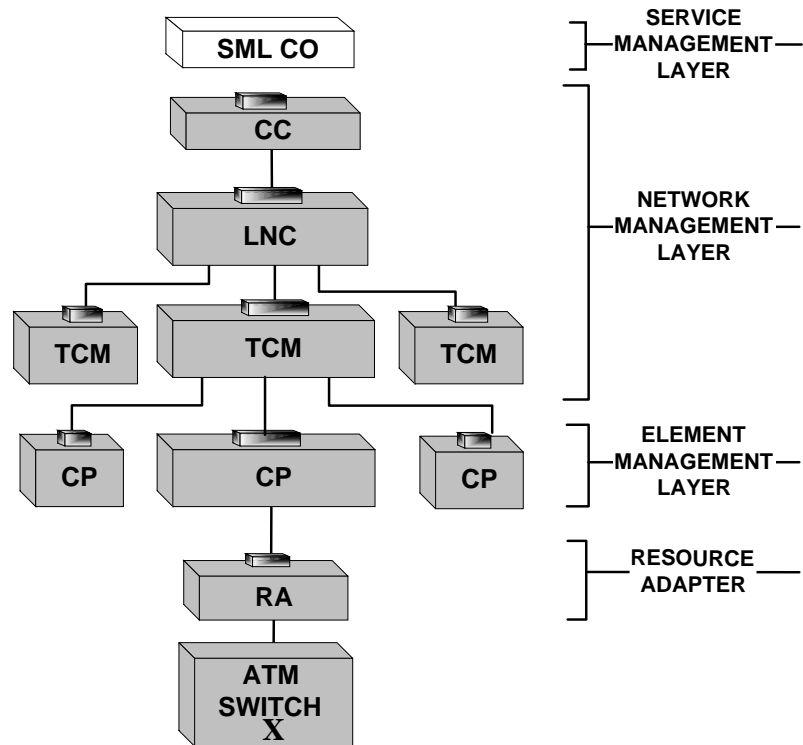 SML CO
SERVICE
MANAGEMENT
LAYER
CC
LNC
NETWORK
MANAGEMENT
LAYER
TCM
TCM
TCM
CP
CP
CP
ELEMENT
MANAGEMENT
LAYER
RA
RESOURCE
ADAPTER
ATM
SWITCH
X